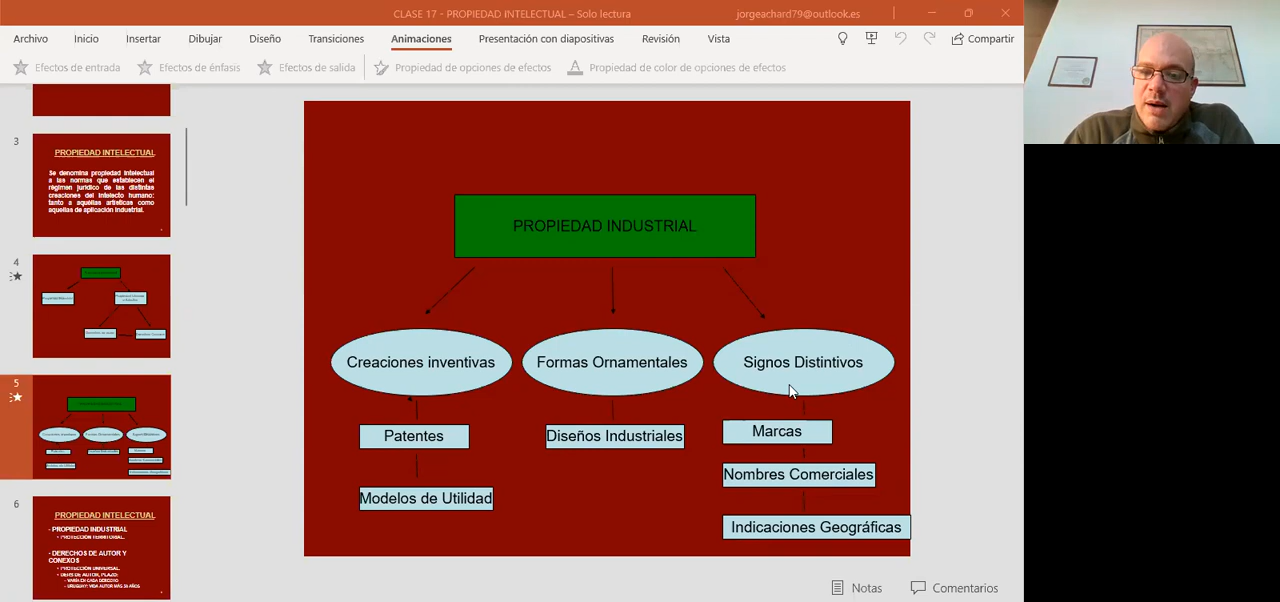 CLASE 17 - PROPIEDAD INTELECTUAL – Solo lectura
jorgeachard79@outlook.es
Archivo Inicio Insertar Dibujar Diseño Transiciones Animaciones Presentación con diapositivas Revisión Vista Compartir
Efectos de entrada Efectos de énfasis Efectos de salida Propiedad de opciones de efectos Propiedad de color de opciones de efectos
3
PROPIEDAD INTELECTUAL
Se denomina propiedad intelectual
a las normas que establecen el
régimen jurídico de las distintas
creaciones del intelecto humano:
tanto a aquéllas artísticas como
aquellas de aplicación industrial.
4
5
6
PROPIEDAD INTELECTUAL
- PROPIEDAD INDUSTRIAL
• PROTECCIÓN TERRITORIAL.
- DERECHOS DE AUTOR Y
CONEXOS
• PROTECCIÓN UNIVERSAL.
PROPIEDAD INDUSTRIAL
Creaciones inventivas
Formas Ornamentales
Signos Distintivos
Patentes
Diseños Industriales
Marcas
Nombres Comerciales
Modelos de Utilidad
Indicaciones Geográficas
Notas Comentarios